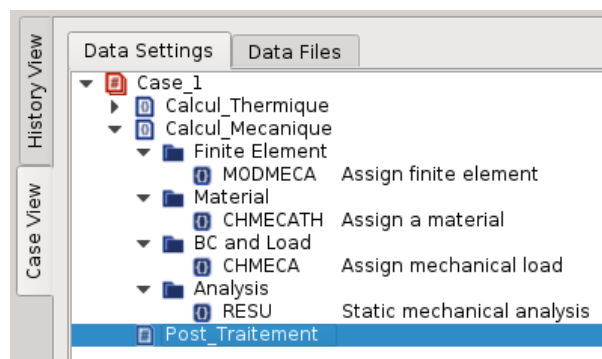 History View
Case View
Data Settings Data Files
Case_1
Calcul_Thermique
Calcul_Mecanique
Finite Element
MODMECA Assign finite element
Material
CHMECATH Assign a material
BC and Load
CHMECA Assign mechanical load
Analysis
RESU Static mechanical analysis
Post_Traitement